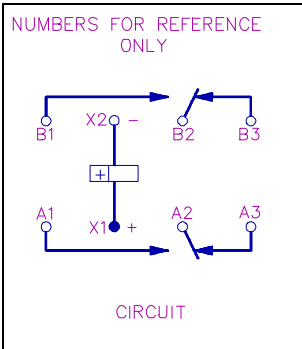 NUMBERS FOR REFERENCE
ONLY
X2 -
B1 B2 B3
+
A1 A2 A3
X1 +
CIRCUIT